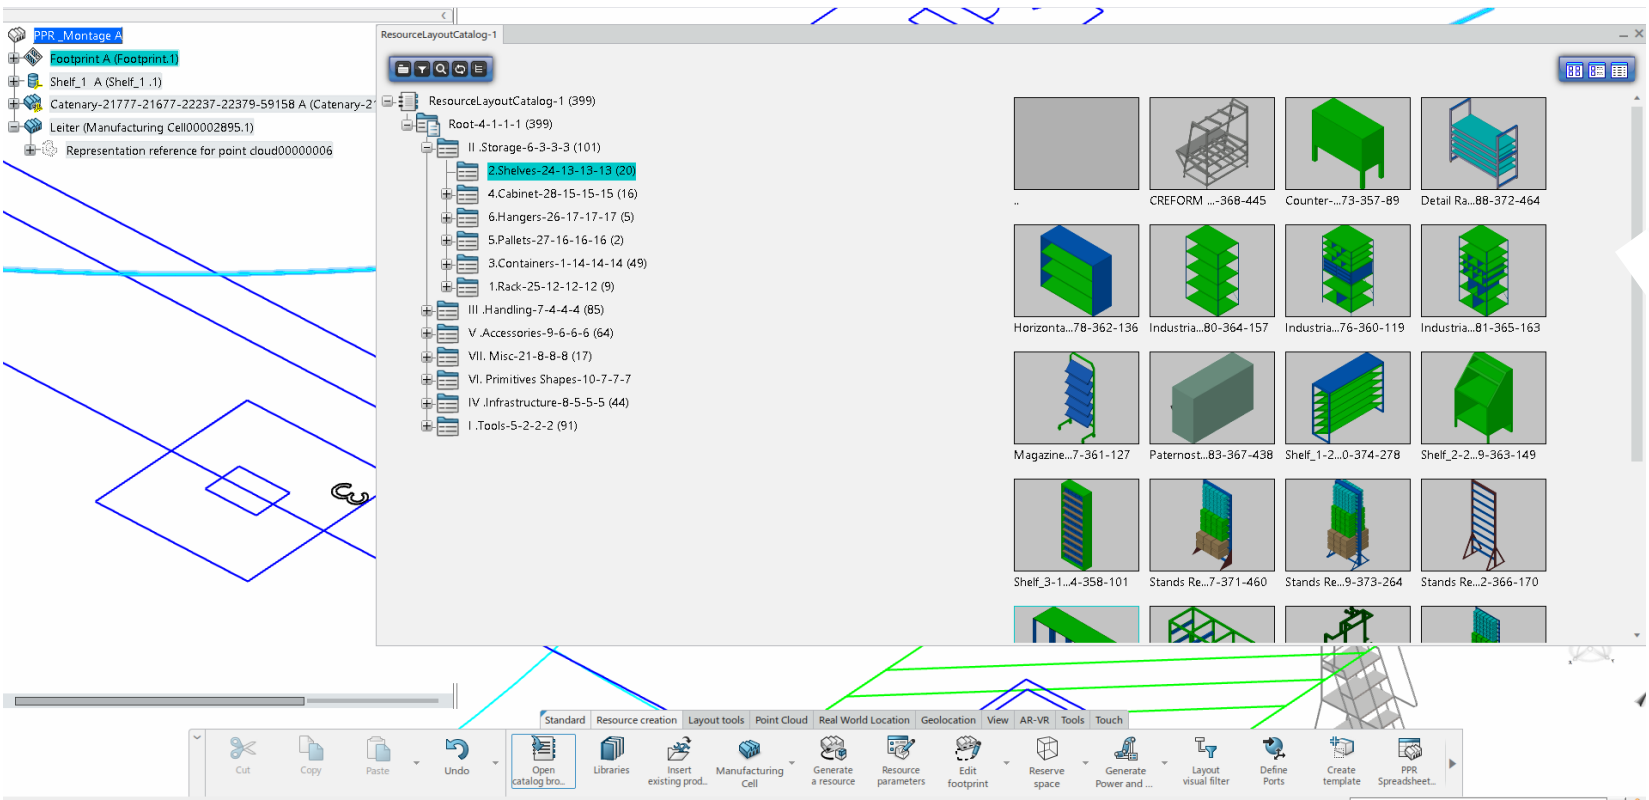 PPR _Montage A
Footprint A (Footprint.1)
Shelf_1 A (Shelf_1 .1)
Catenary-21777-21677-22237-22379-59158 A (Catenary-2
Leiter (Manufacturing Cell00002895.1)
Representation reference for point cloud00000006
ResourceLayoutCatalog-1
ResourceLayoutCatalog-1 (399)
Root-4-1-1-1 (399)
II .Storage-6-3-3-3 (101)
2.Shelves-24-13-13-13 (20)
4.Cabinet-28-15-15-15 (16)
6.Hangers-26-17-17-17 (5)
5.Pallets-27-16-16-16 (2)
3.Containers-1-14-14-14 (49)
1.Rack-25-12-12-12 (9)
III .Handling-7-4-4-4 (85)
V .Accessories-9-6-6-6 (64)
VII. Misc-21-8-8-8 (17)
VI. Primitives Shapes-10-7-7-7
IV .Infrastructure-8-5-5-5 (44)
I .Tools-5-2-2-2 (91)
.. CREFORM ...-368-445 Counter-...73-357-89 Detail Ra...88-372-464
Horizonta...78-362-136 Industria...80-364-157 Industria...76-360-119 Industria...81-365-163
Magazine...7-361-127 Paternost...83-367-438 Shelf_1-2...0-374-278 Shelf_2-2...9-363-149
Shelf_3-1...4-358-101 Stands Re...7-371-460 Stands Re...9-373-264 Stands Re...2-366-170
Standard Resource creation Layout tools Point Cloud Real World Location Geolocation View AR-VR Tools Touch
Cut Copy Paste Undo Open catalog bro... Libraries Insert existing prod... Manufacturing Cell Generate a resource Resource parameters Edit footprint Reserve space Generate Power and ... Layout visual filter Define Ports Create template PPR Spreadsheet...